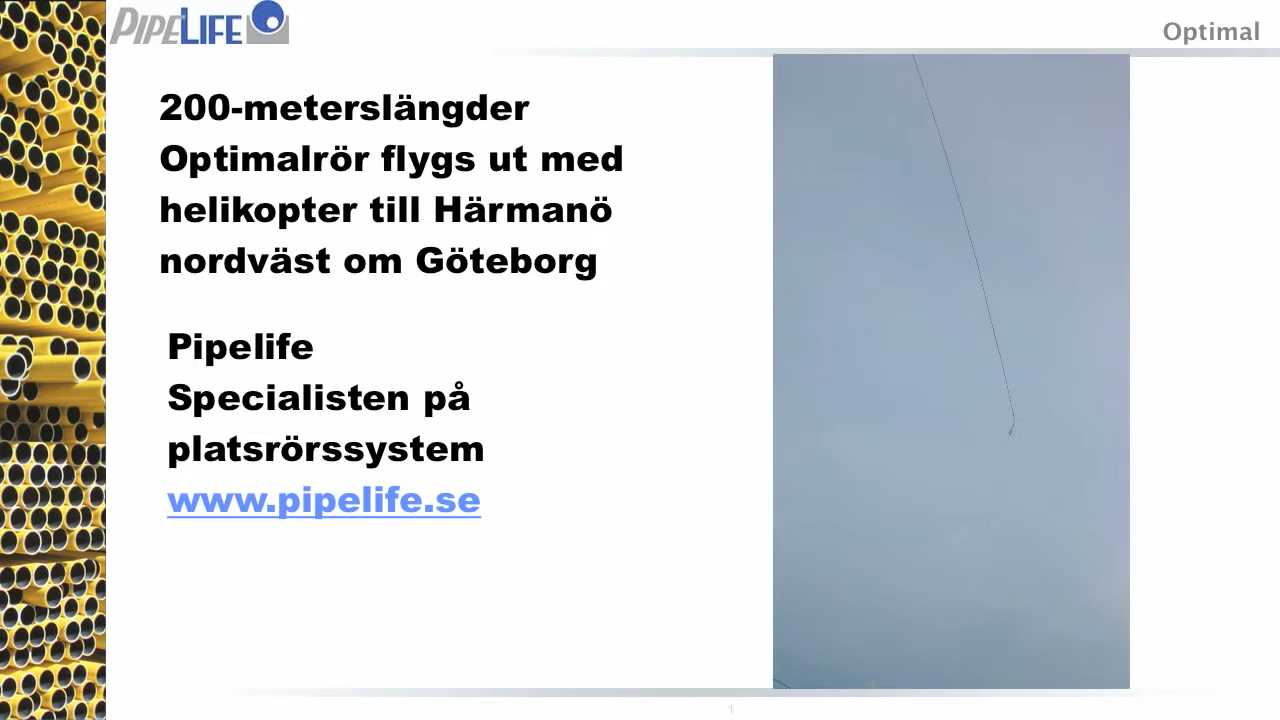 PIPELIFE
Optimal
200-meterslängder
Optimalrör flygs ut med
helikopter till Härmanö
nordväst om Göteborg
Pipelife
Specialisten på
platsrörssystem
www.pipelife.se
1